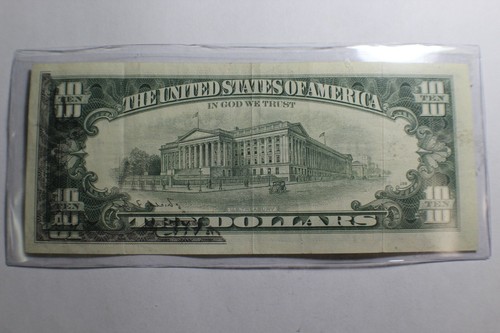 10 10
TEN TEN
THE UNITED STATES OF AMERICA
IN GOD WE TRUST
10 10
TEN TEN
TEN DOLLARS